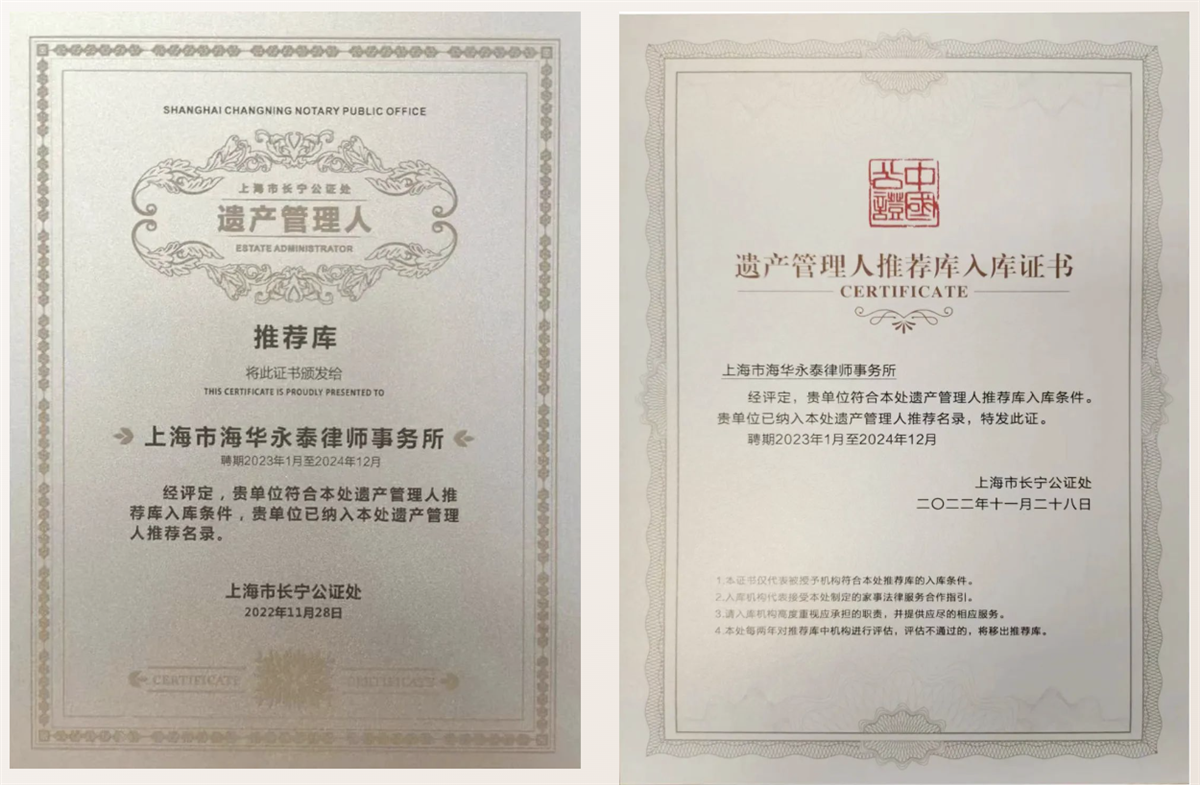 SHANGHAI CHANGNING NOTARY PUBLIC OFFICE
上海市长宁公证处
遗产管理人
ESTATE ADMINISTRATOR
推荐库
将此证书颁发给
THIS CERTIFICATE IS PROUDLY PRESENTED TO
上海市海华永泰律师事务所
聘期2023年1月至2024年12月
经评定，贵单位符合本处遗产管理人推
荐库入库条件，贵单位已纳入本处遗产管理
人推荐名录。
上海市长宁公证处
2022年11月28日
CERTIFICATE CERTIFICATE
中國公證
遗产管理人推荐库入库证书
CERTIFICATE
上海市海华永泰律师事务所
经评定，贵单位符合本处遗产管理人推荐库入库条件。
贵单位已纳入本处遗产管理人推荐名录，特发此证。
聘期2023年1月至2024年12月
上海市长宁公证处
二〇二二年十一月二十八日
1.本证书仅代表被授予机构符合本处推荐库的入库条件。
2.入库机构代表接受本处制定的家事法律服务合作指引。
3.请入库机构高度重视应承担的职责，并提供应尽的相应服务。
4.本处每两年对推荐库中机构进行评估，评估不通过的，将移出推荐库。